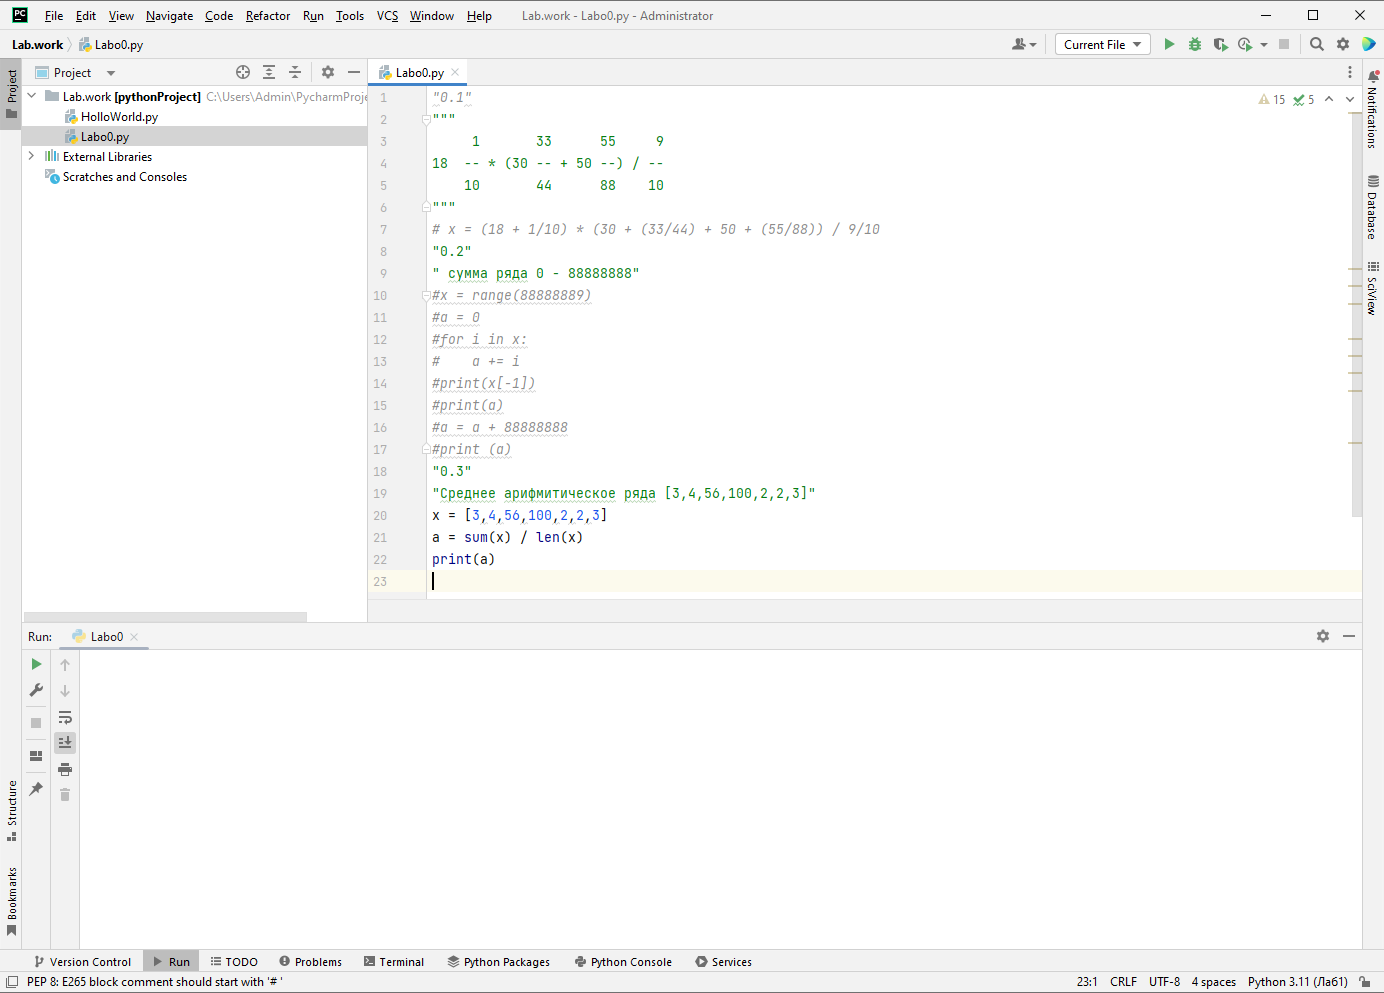 File Edit View Navigate Code Refactor Run Tools VCS Window Help Lab.work - Labo0.py - Administrator
Lab.work Labo0.py Current File
Project Labo0.py
Lab.work [pythonProject] C:\Users\Admin\PycharmProje
HolloWorld.py
Labo0.py
External Libraries
Scratches and Consoles
1 "0.1"
2 """
3 1 33 55 9
4 18 -- * (30 -- + 50 --) / --
5 10 44 88 10
6 """
7 # x = (18 + 1/10) * (30 + (33/44) + 50 + (55/88)) / 9/10
8 "0.2"
9 " сумма ряда 0 - 88888888"
10 #x = range(88888889)
11 #a = 0
12 #for i in x:
13 #    a += i
14 #print(x[-1])
15 #print(a)
16 #a = a + 88888888
17 #print (a)
18 "0.3"
19 "Среднее арифмитическое ряда [3,4,56,100,2,2,3]"
20 x = [3,4,56,100,2,2,3]
21 a = sum(x) / len(x)
22 print(a)
23
15 5
Project
Structure
Bookmarks
Notifications
Database
SciView
Run: Labo0
Version Control Run TODO Problems Terminal Python Packages Python Console Services
PEP 8: E265 block comment should start with '# ' 23:1 CRLF UTF-8 4 spaces Python 3.11 (Ла61)